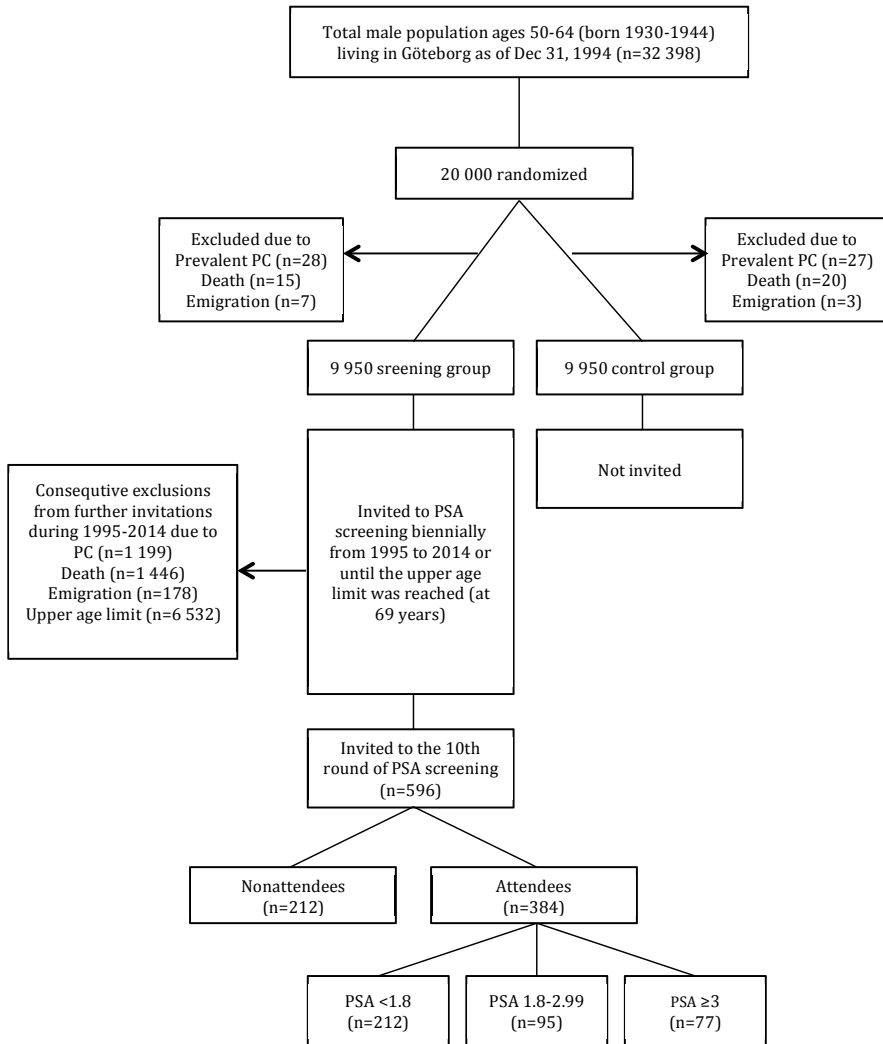 Total male population ages 50-64 (born 1930-1944)
living in Göteborg as of Dec 31, 1994 (n=32 398)
20 000 randomized
Excluded due to
Prevalent PC (n=28)
Death (n=15)
Emigration (n=7)
Excluded due to
Prevalent PC (n=27)
Death (n=20)
Emigration (n=3)
9 950 sreening group
9 950 control group
Consequtive exclusions
from further invitations
during 1995-2014 due to
PC (n=1 199)
Death (n=1 446)
Emigration (n=178)
Upper age limit (n=6 532)
Invited to PSA
screening biennially
from 1995 to 2014 or
until the upper age
limit was reached (at
69 years)
Not invited
Invited to the 10th
round of PSA screening
(n=596)
Nonattendees
(n=212)
Attendees
(n=384)
PSA <1.8
(n=212)
PSA 1.8-2.99
(n=95)
PSA ≥3
(n=77)